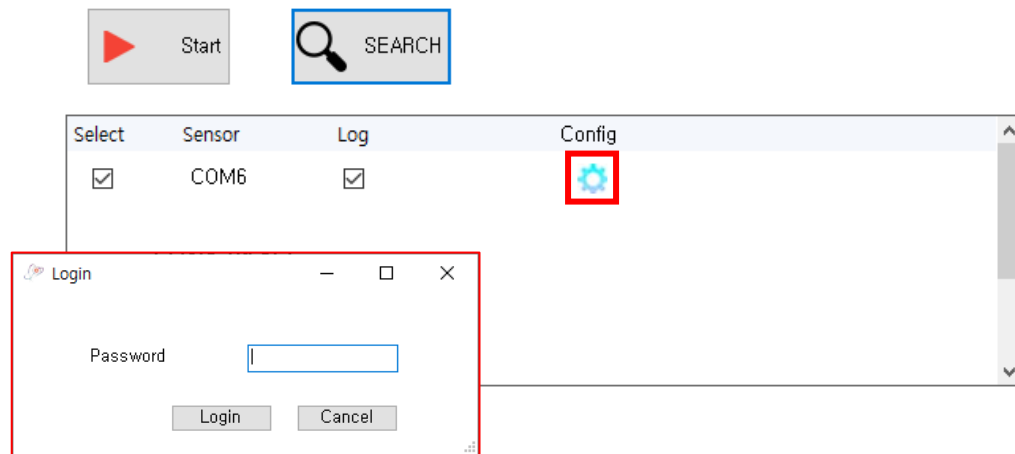 Start
SEARCH
Select Sensor Log Config
COM6
Login
Password
Login Cancel